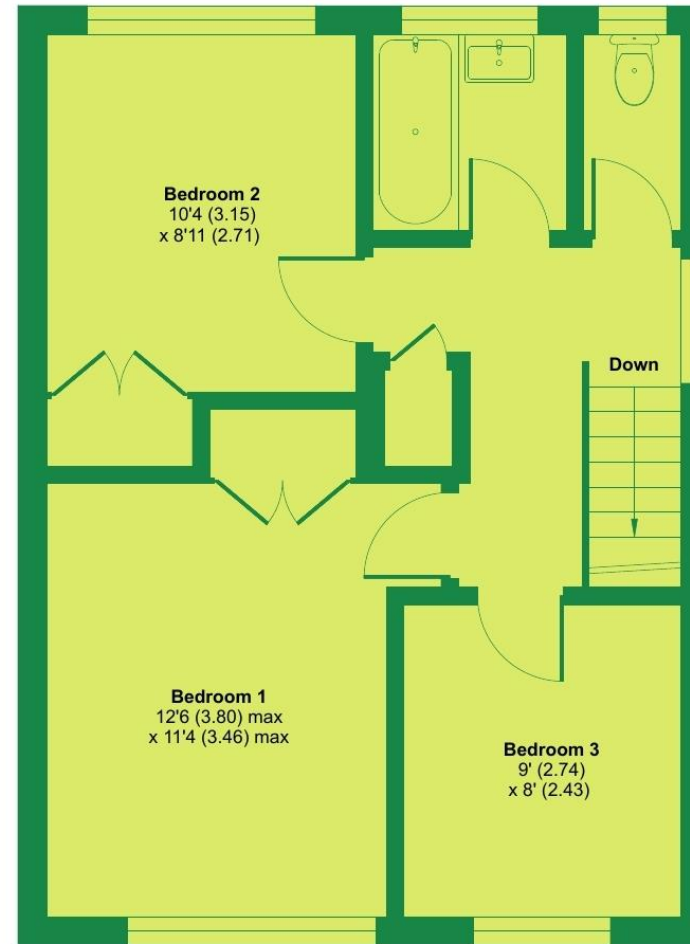 Bedroom 2
10'4 (3.15)
x 8'11 (2.71)
Down
Bedroom 1
12'6 (3.80) max
x 11'4 (3.46) max
Bedroom 3
9' (2.74)
x 8' (2.43)